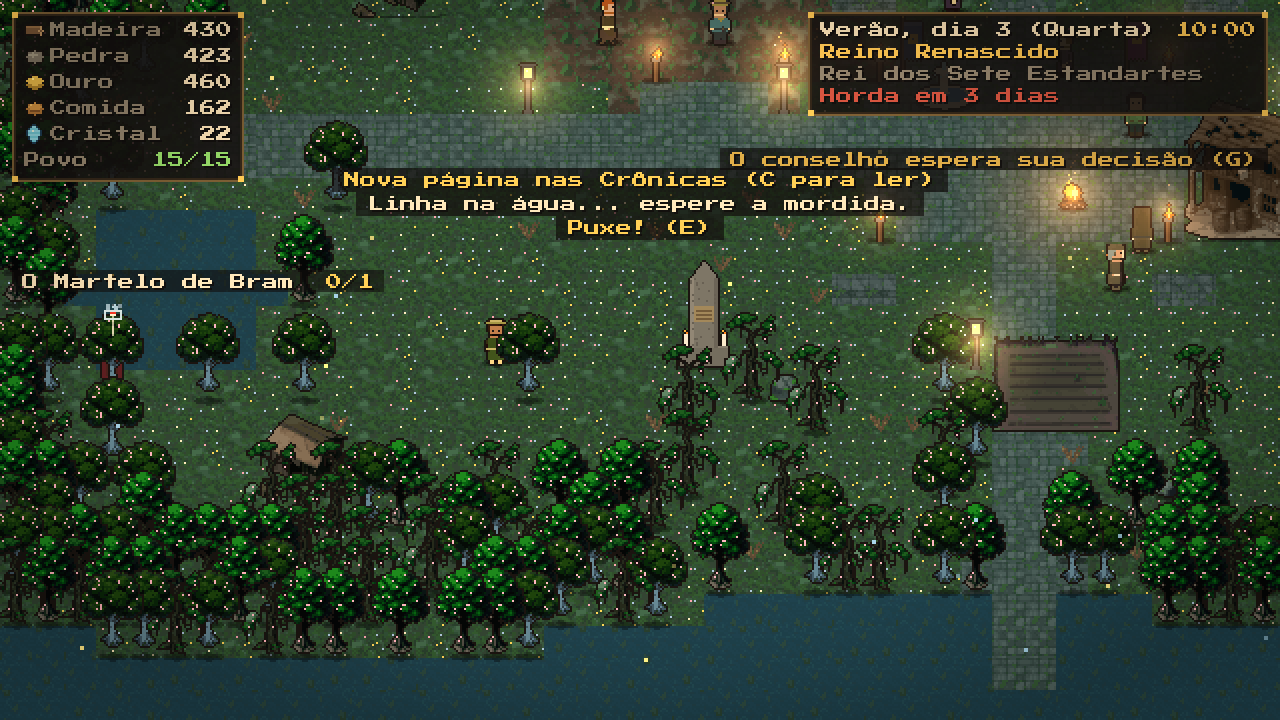 Madeira 430
Pedra 423
Ouro 460
Comida 162
Cristal 22
Povo 15/15
Verão, dia 3 (Quarta) 10:00
Reino Renascido
Rei dos Sete Estandartes
Horda em 3 dias
O conselho espera sua decisão (G)
Nova página nas Crônicas (C para ler)
Linha na água... espere a mordida.
Puxe! (E)
O Martelo de Bram 0/1